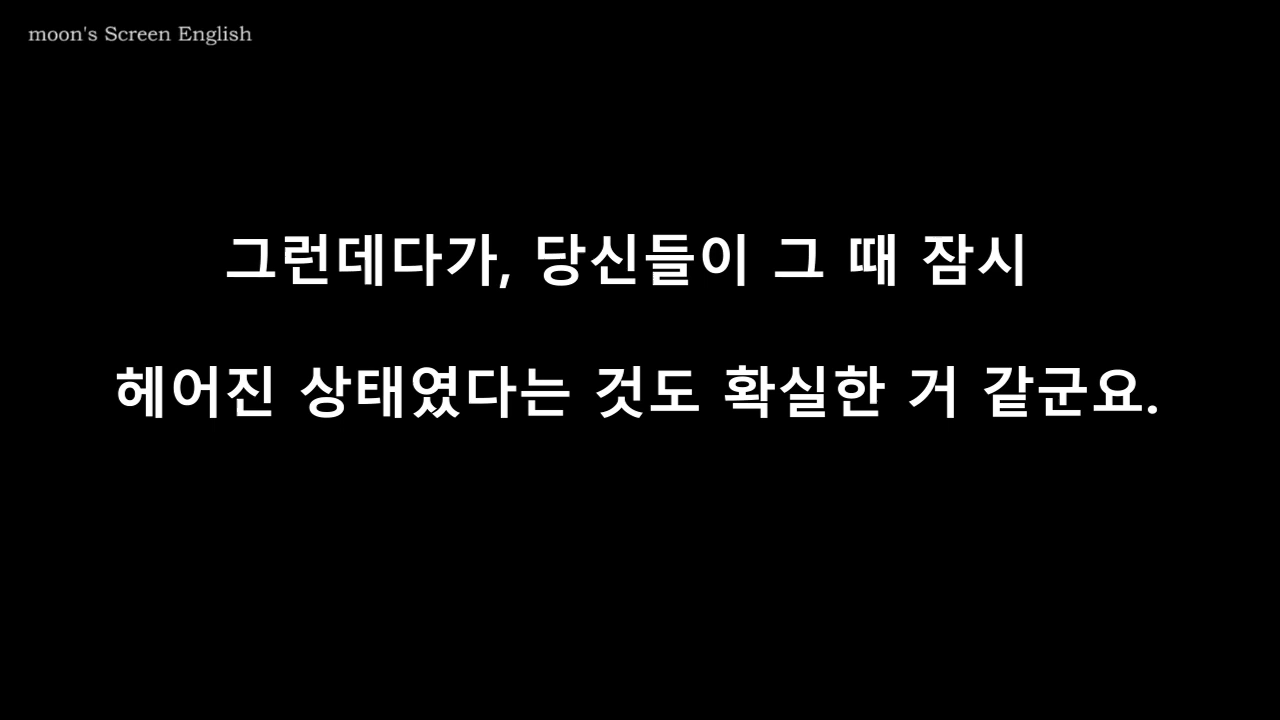 moon's Screen English
그런데다가, 당신들이 그 때 잠시
헤어진 상태였다는 것도 확실한 거 같군요.